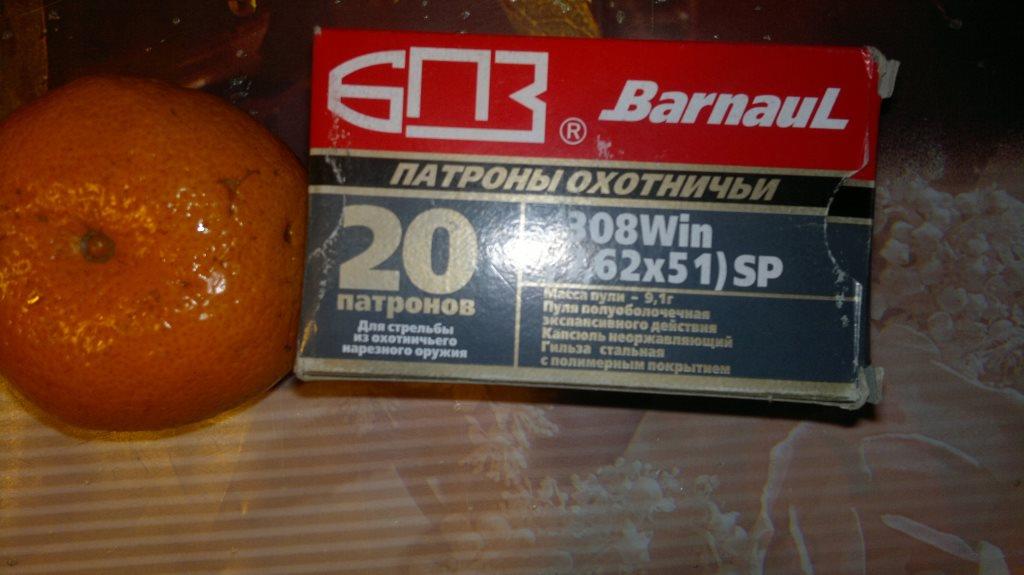 БПЗ ® Barnaul
ПАТРОНЫ ОХОТНИЧЬИ
20
патронов
Для стрельбы
из охотничьего
нарезного оружия
308Win
62x51) SP
Масса пули - 9,1г
Пуля полуоболочечная
экспансивного действия
Капсюль неоржавляющий
Гильза стальная
с полимерным покрытием